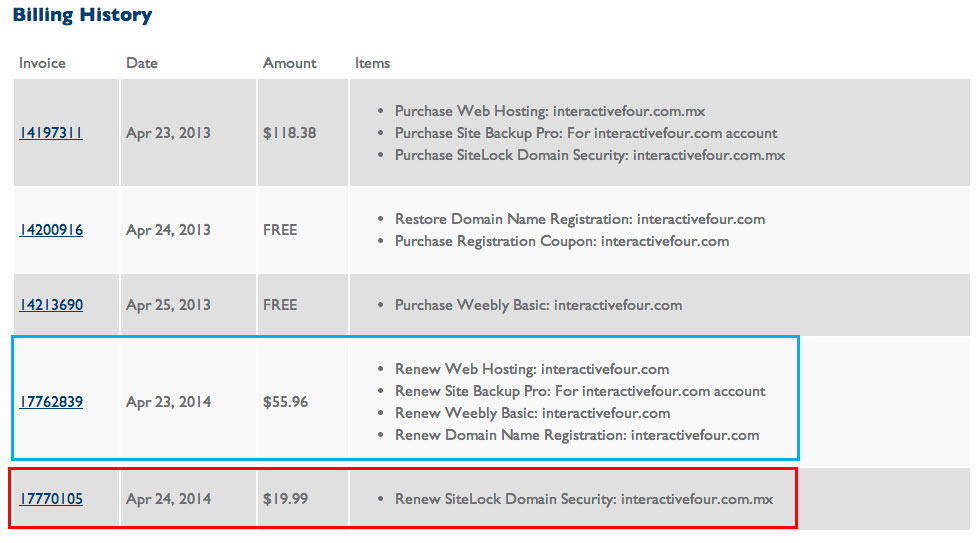 Billing History
Invoice Date Amount Items
14197311 Apr 23, 2013 $118.38
• Purchase Web Hosting: interactivefour.com.mx
• Purchase Site Backup Pro: For interactivefour.com account
• Purchase SiteLock Domain Security: interactivefour.com.mx
14200916 Apr 24, 2013 FREE
• Restore Domain Name Registration: interactivefour.com
• Purchase Registration Coupon: interactivefour.com
14213690 Apr 25, 2013 FREE • Purchase Weebly Basic: interactivefour.com
17762839 Apr 23, 2014 $55.96
• Renew Web Hosting: interactivefour.com
• Renew Site Backup Pro: For interactivefour.com account
• Renew Weebly Basic: interactivefour.com
• Renew Domain Name Registration: interactivefour.com
17770105 Apr 24, 2014 $19.99 • Renew SiteLock Domain Security: interactivefour.com.mx